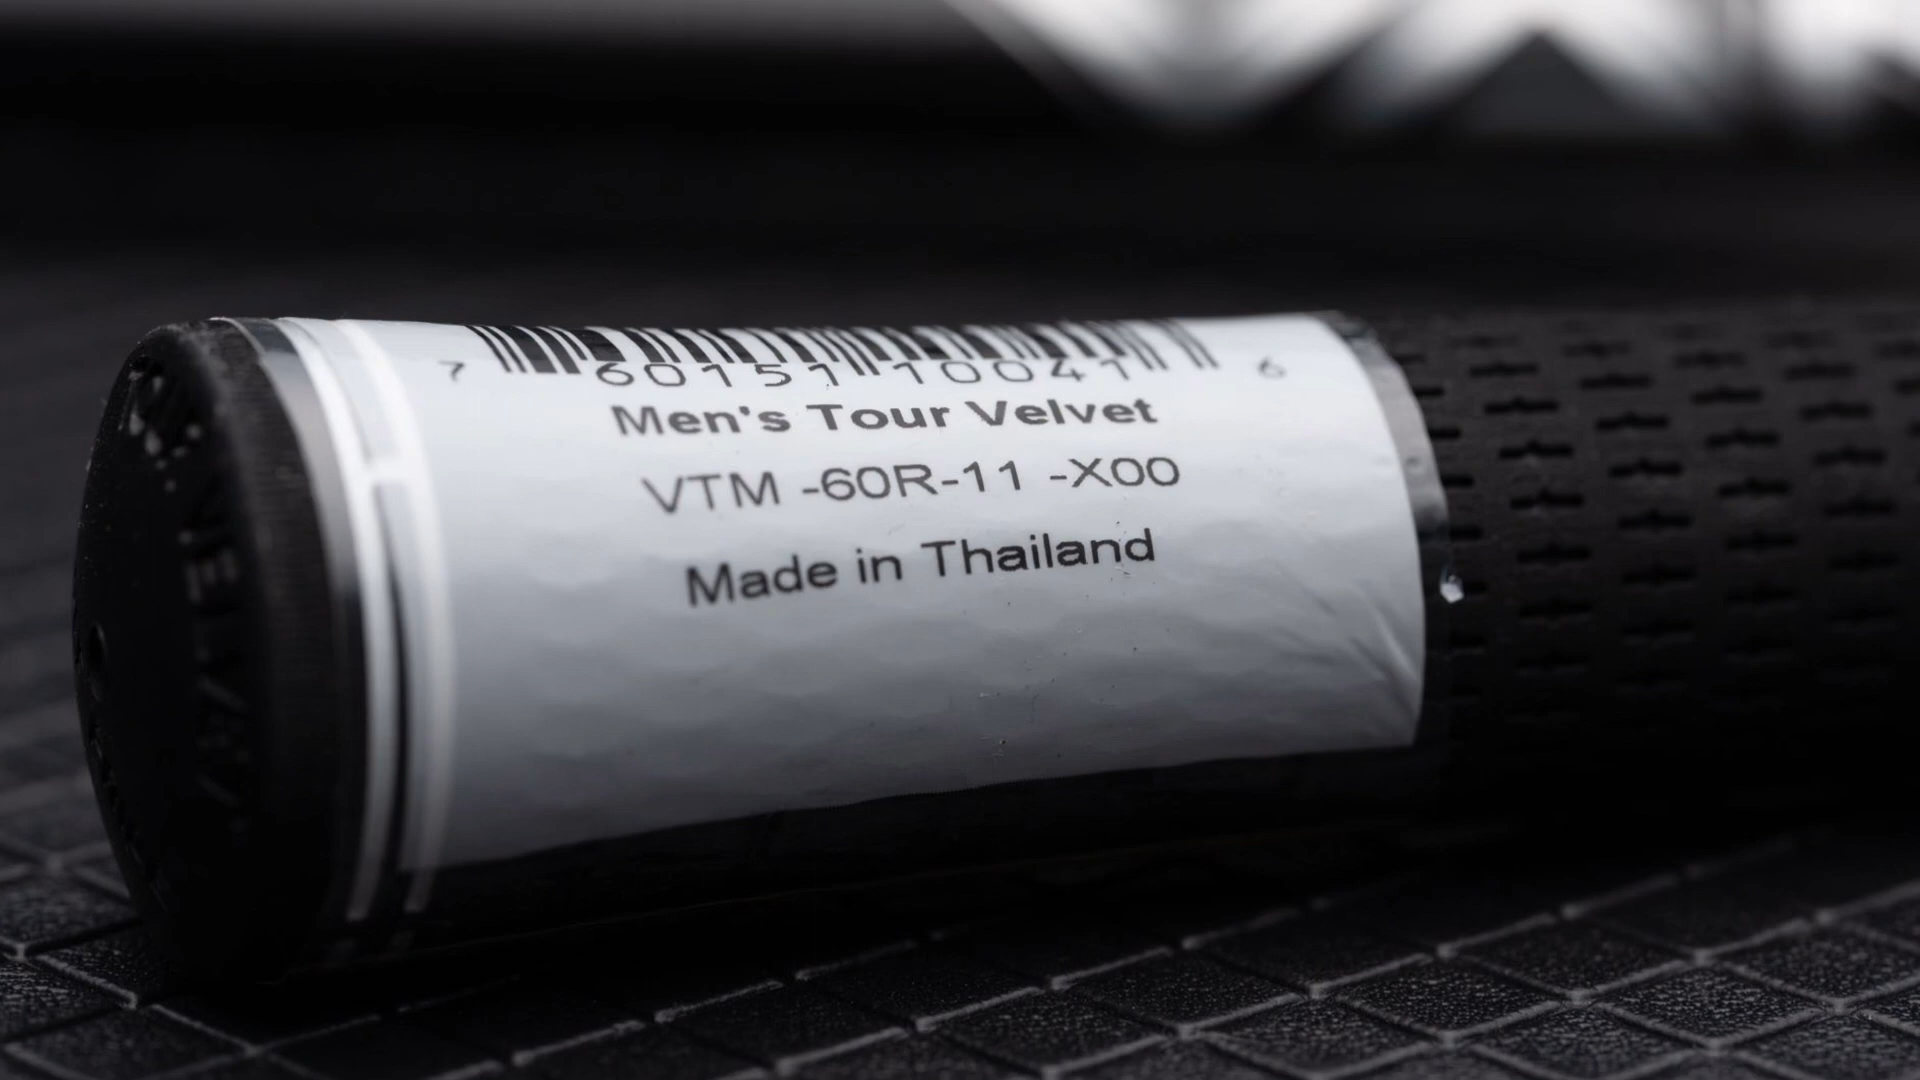 7 60151 10041 6
Men's Tour Velvet
VTM -60R-11 -X00
Made in Thailand